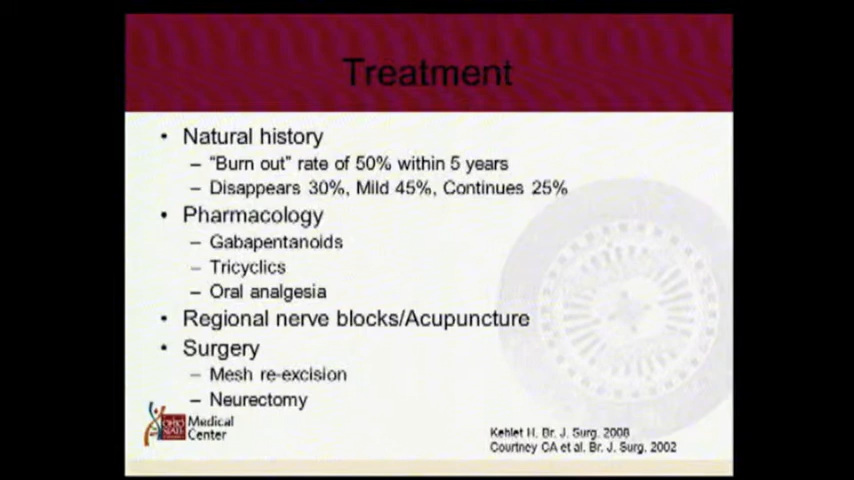 Treatment
• Natural history
– "Burn out" rate of 50% within 5 years
– Disappears 30%, Mild 45%, Continues 25%
• Pharmacology
– Gabapentanoids
– Tricyclics
– Oral analgesia
• Regional nerve blocks/Acupuncture
• Surgery
– Mesh re-excision
– Neurectomy
OHIO STATE Medical Center
Kehlet H. Br. J. Surg. 2008
Courtney CA et al. Br. J. Surg. 2002